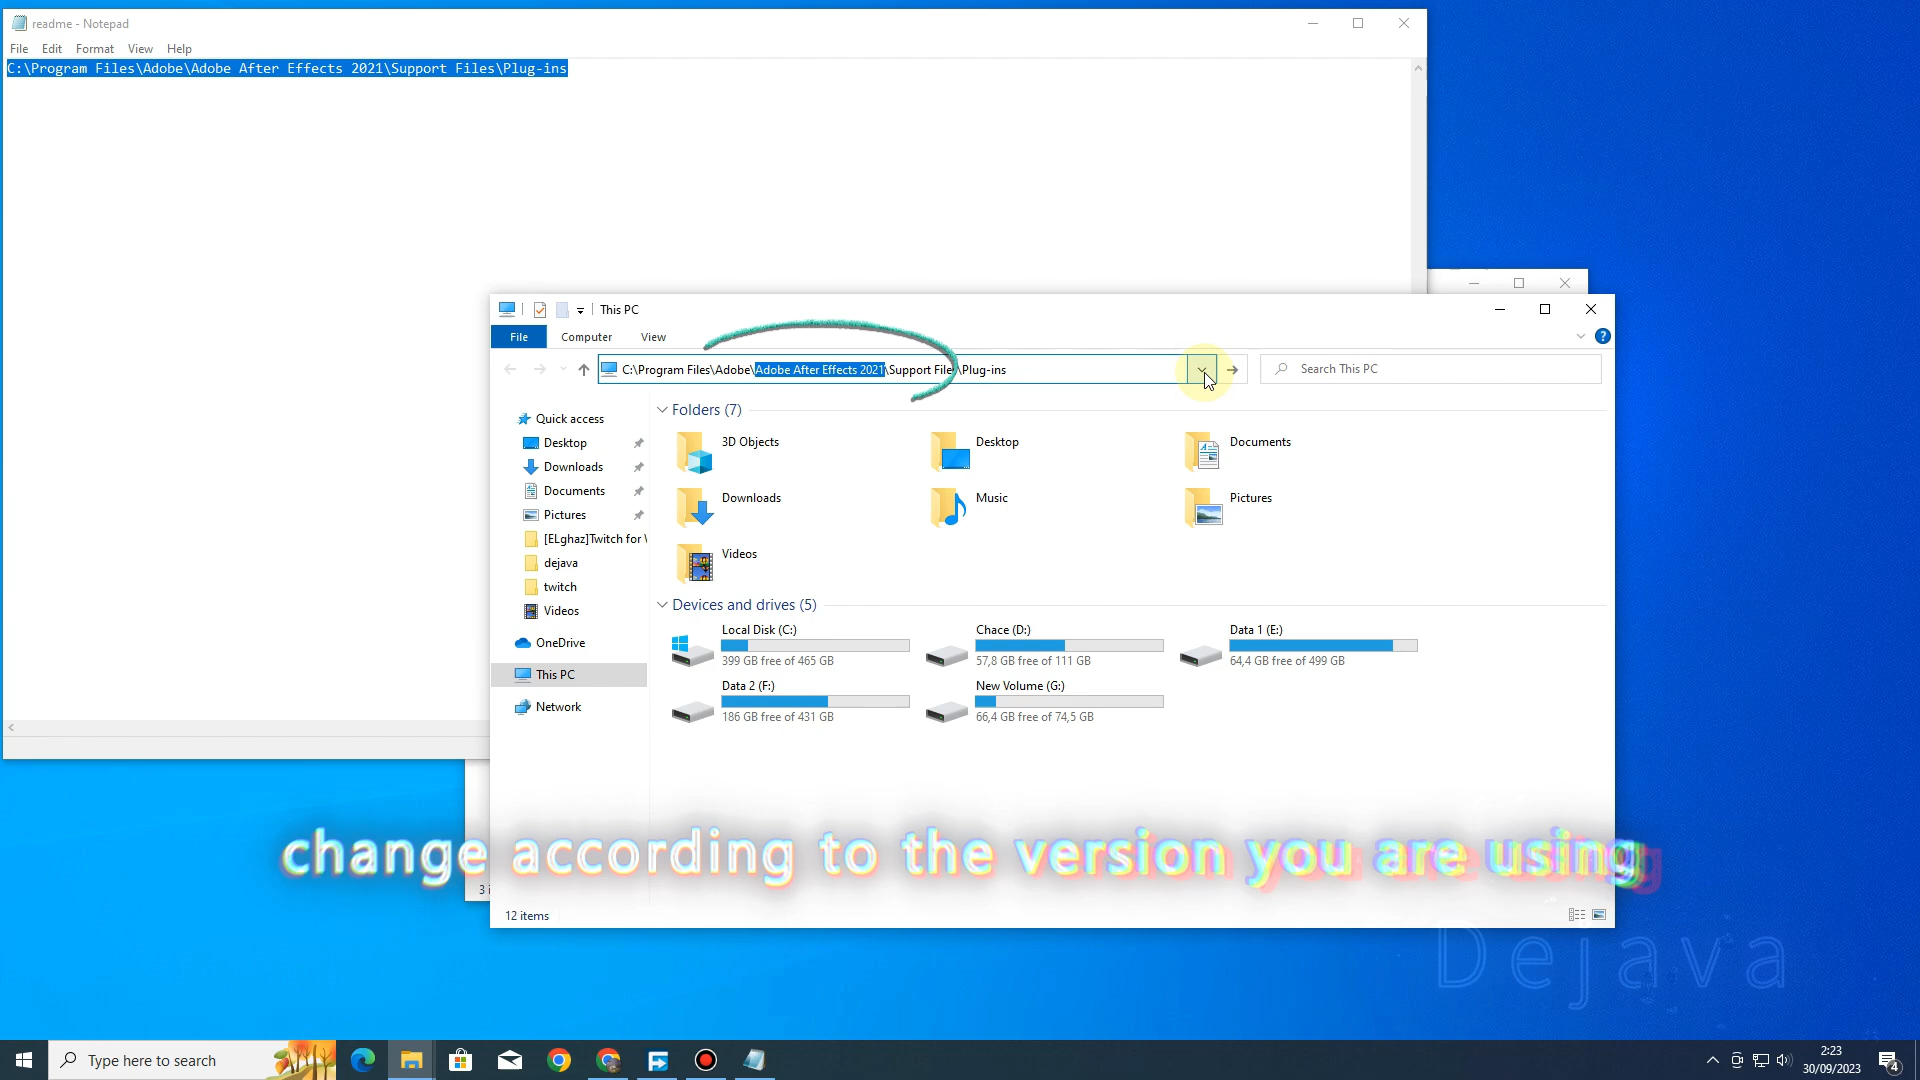 readme - Notepad
File Edit Format View Help
C:\Program Files\Adobe\Adobe After Effects 2021\Support Files\Plug-ins
This PC
File Computer View
C:\Program Files\Adobe\Adobe After Effects 2021\Support Files\Plug-ins
Search This PC
Quick access
Desktop
Downloads
Documents
Pictures
[ELghaz]Twitch for
dejava
twitch
Videos
OneDrive
This PC
Network
Folders (7)
3D Objects
Desktop
Documents
Downloads
Music
Pictures
Videos
Devices and drives (5)
Local Disk (C:)
399 GB free of 465 GB
Chace (D:)
57,8 GB free of 111 GB
Data 1 (E:)
64,4 GB free of 499 GB
Data 2 (F:)
186 GB free of 431 GB
New Volume (G:)
66,4 GB free of 74,5 GB
change according to the version you are using
3
12 items
Dejava
Type here to search
2:23
30/09/2023
4